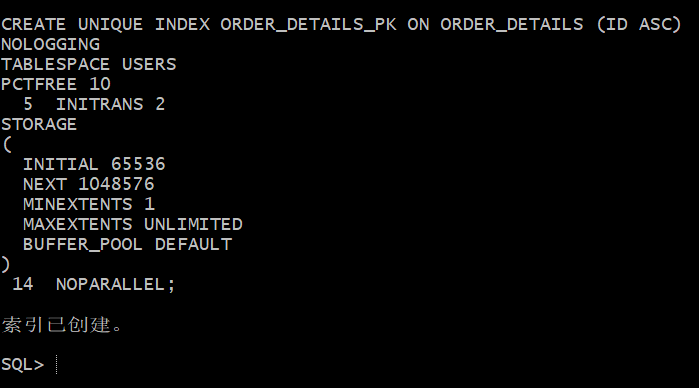 CREATE UNIQUE INDEX ORDER_DETAILS_PK ON ORDER_DETAILS (ID ASC)
NOLOGGING
TABLESPACE USERS
PCTFREE 10
  5  INITRANS 2
STORAGE
(
  INITIAL 65536
  NEXT 1048576
  MINEXTENTS 1
  MAXEXTENTS UNLIMITED
  BUFFER_POOL DEFAULT
)
 14  NOPARALLEL;
索引已创建。
SQL>